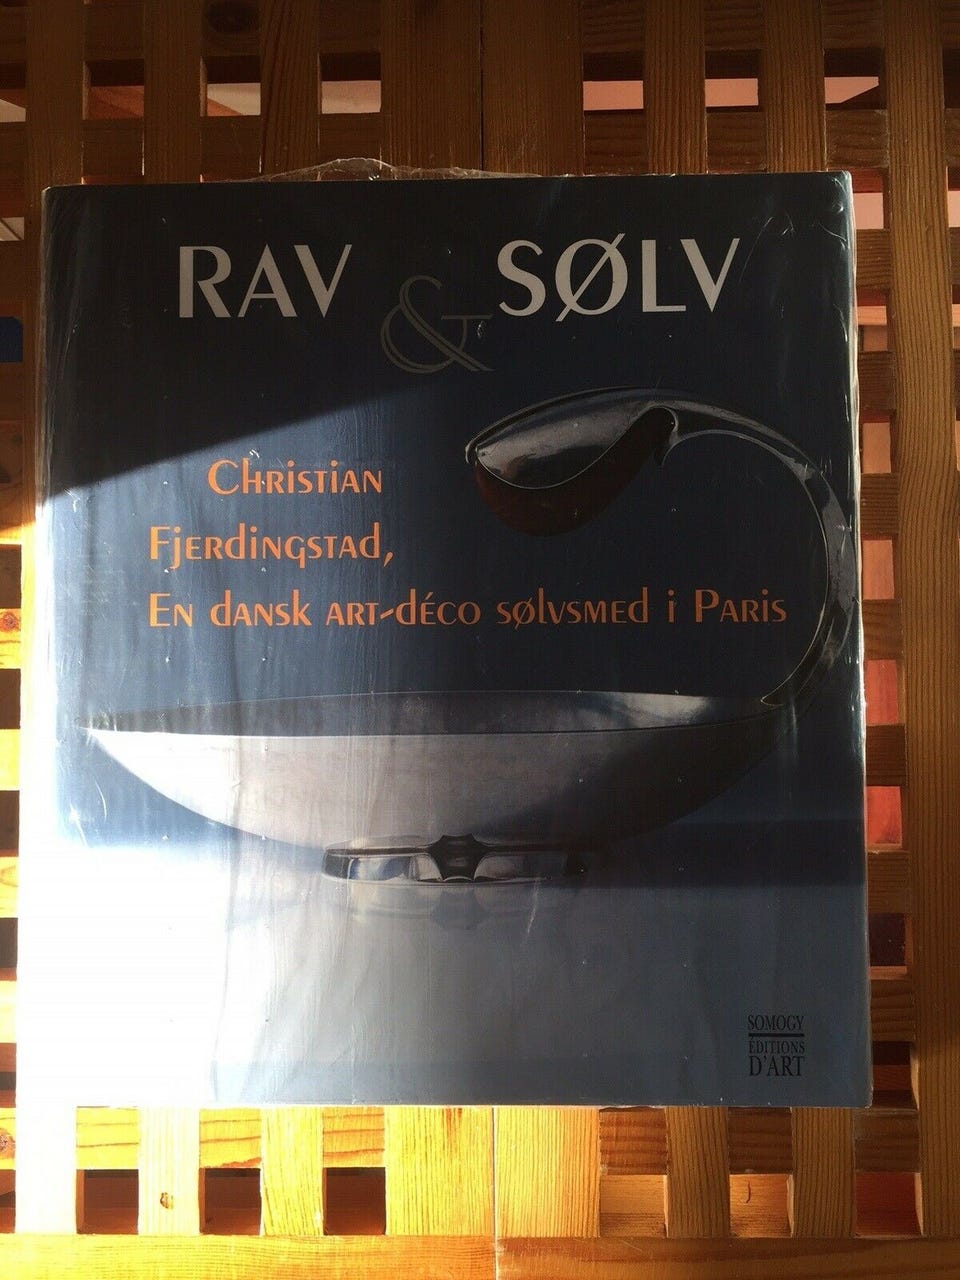 RAV & SØLV
Christian
Fjerdingstad,
En dansk art-déco sølvsmed i Paris
SOMOGY
ÉDITIONS
D'ART